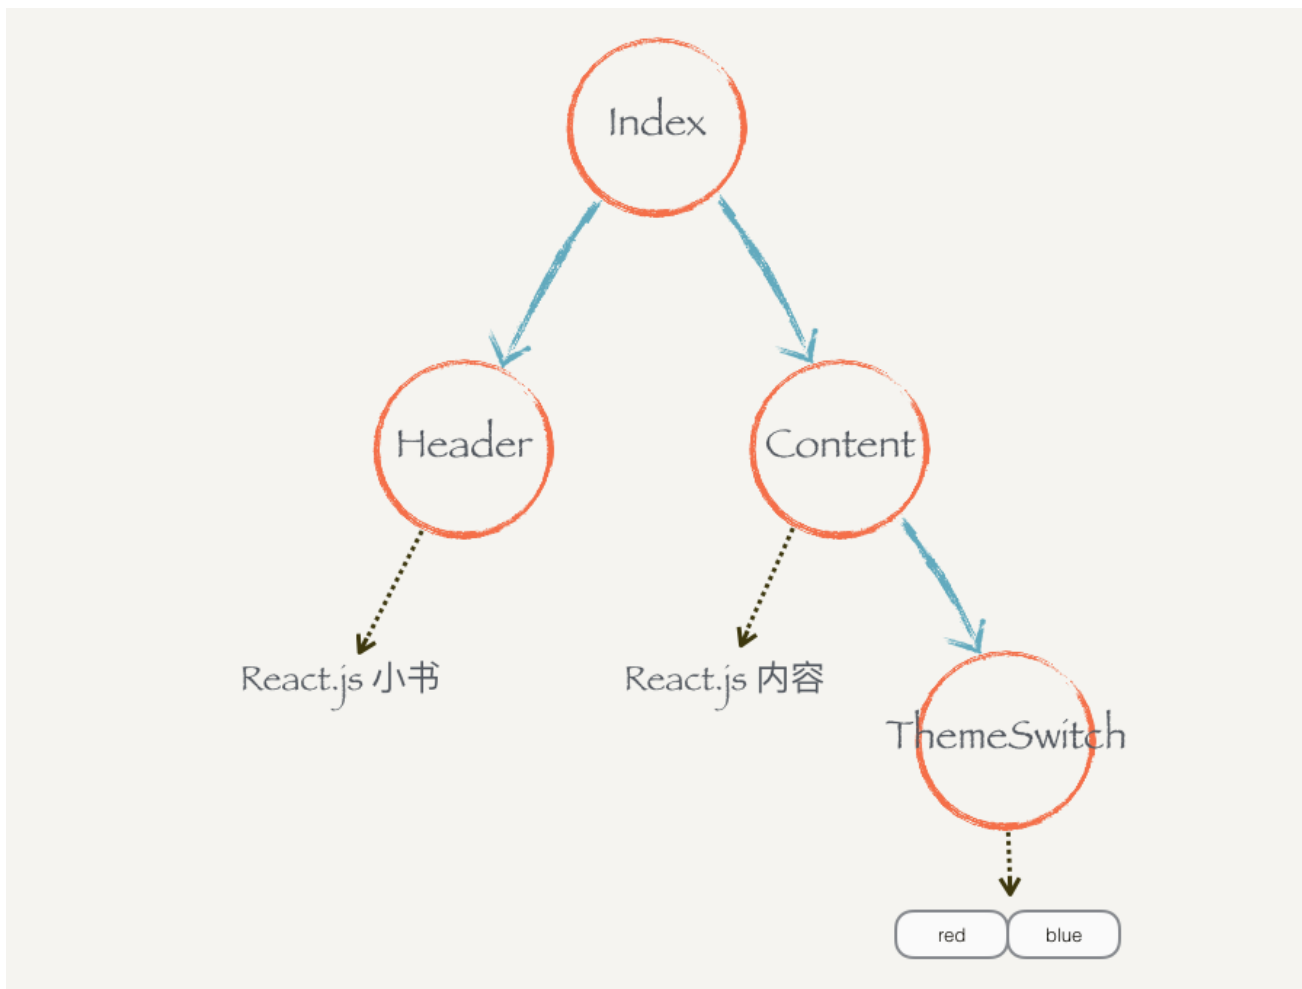 Index
Header
Content
React.js 小书
React.js 内容
ThemeSwitch
red
blue